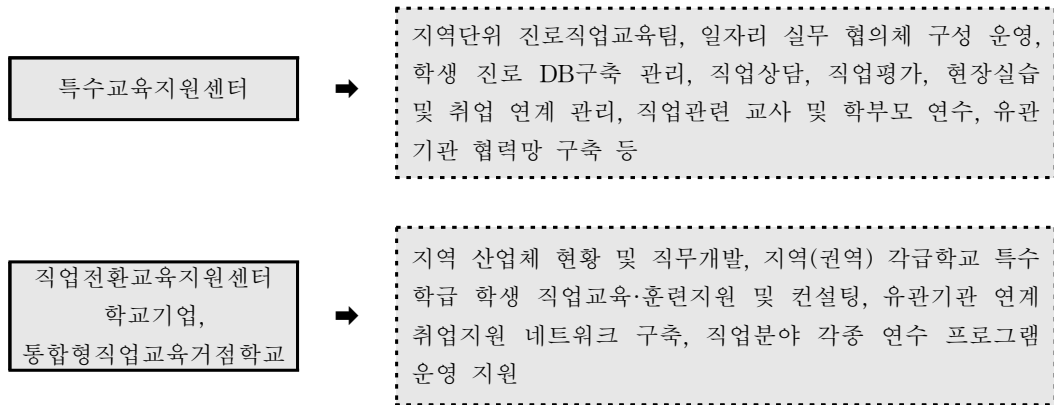 특수교육지원센터
➡
지역단위 진로직업교육팀, 일자리 실무 협의체 구성 운영,
학생 진로 DB구축 관리, 직업상담, 직업평가, 현장실습
및 취업 연계 관리, 직업관련 교사 및 학부모 연수, 유관
기관 협력망 구축 등
직업전환교육지원센터
학교기업,
통합형직업교육거점학교
➡
지역 산업체 현황 및 직무개발, 지역(권역) 각급학교 특수
학급 학생 직업교육·훈련지원 및 컨설팅, 유관기관 연계
취업지원 네트워크 구축, 직업분야 각종 연수 프로그램
운영 지원